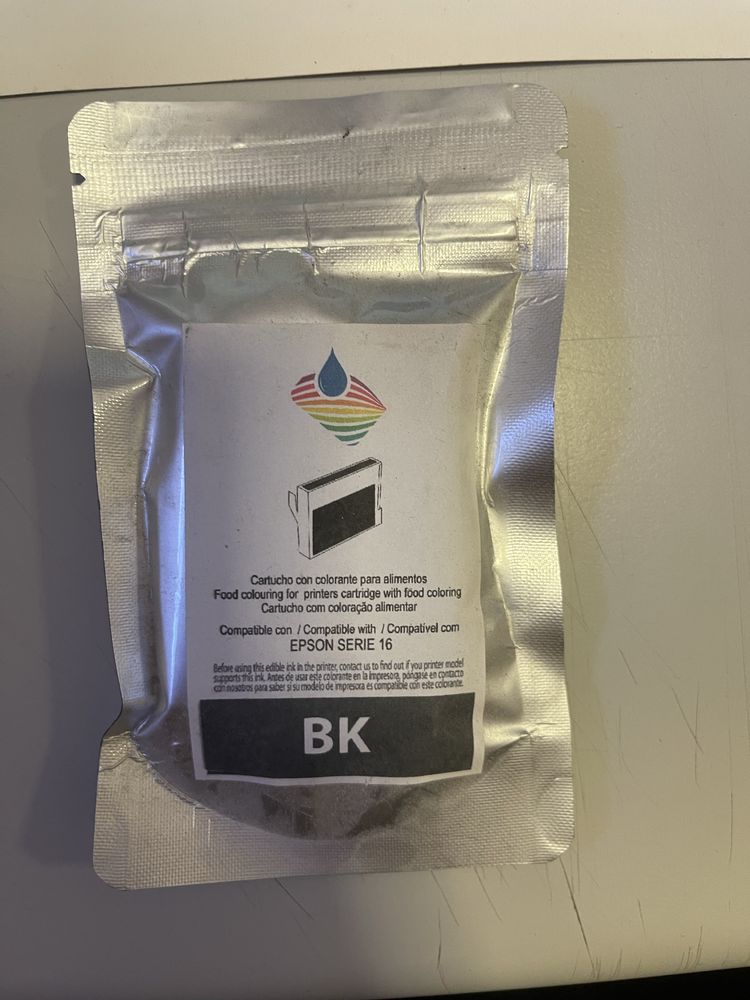 Cartucho con colorante para alimentos
Food colouring for printers cartridge with food coloring
Cartucho com coloração alimentar
Compatible con / Compatible with / Compatível com
EPSON SERIE 16
Before using this edible ink in the printer, contact us to find out if you printer model
supports this ink. Antes de usar este colorante en la impresora, póngase en contacto
con nosotros para saber si su modelo de impresora es compatible con este colorante.
BK